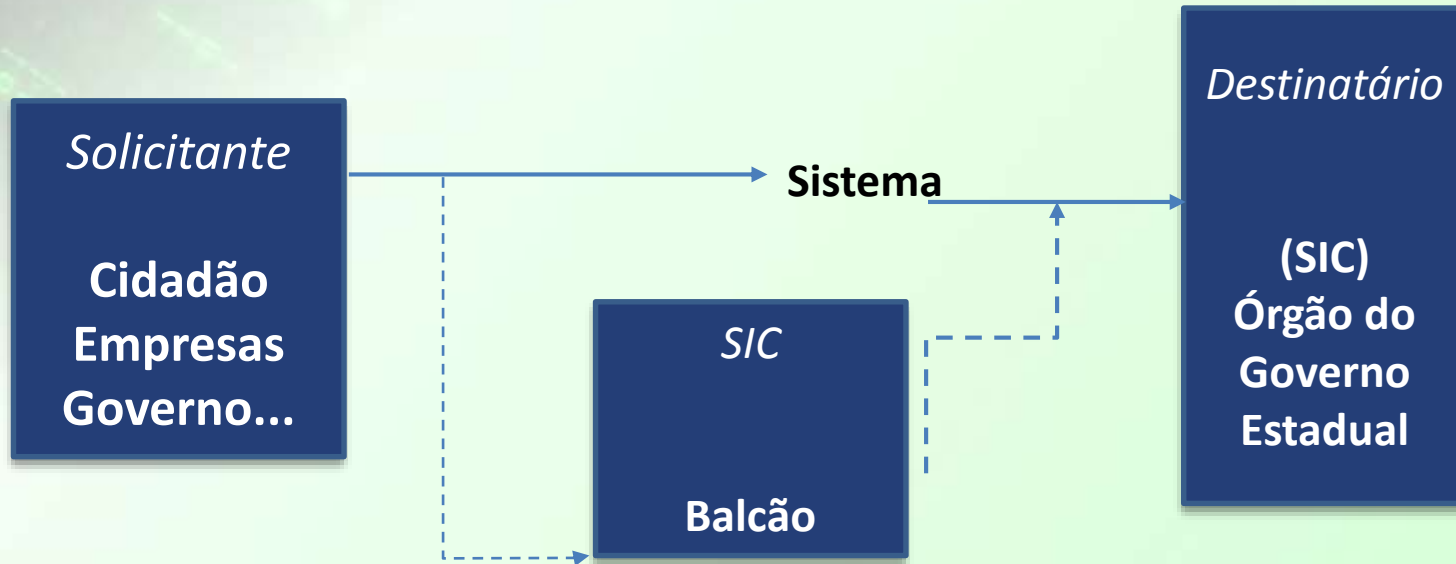 Solicitante
Cidadão
Empresas
Governo...
Sistema
SIC
Balcão
Destinatário
(SIC)
Órgão do
Governo
Estadual